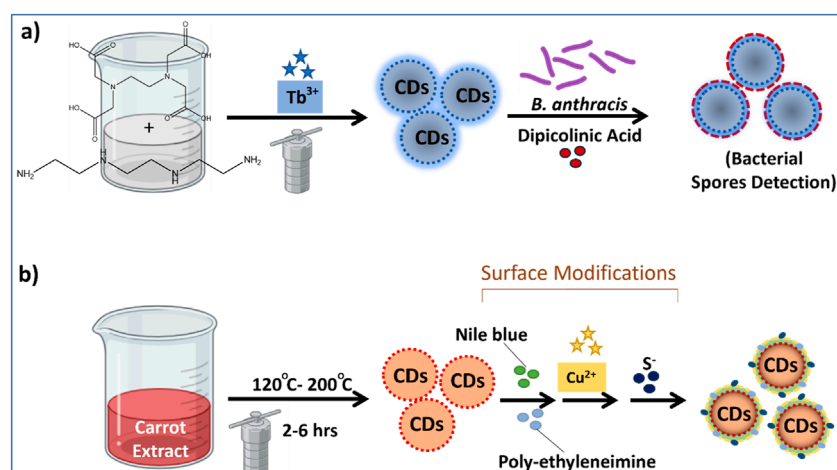 a)
HO
O
O
OH
N
N
HO
O
O
OH
+
NH₂
H
N
N
H
NH₂
Tb³⁺
CDs
CDs
CDs
B. anthracis
Dipicolinic Acid
(Bacterial
Spores Detection)
b)
Carrot
Extract
120°C- 200°C
2-6 hrs
CDs
CDs
CDs
Surface Modifications
Nile blue
Poly-ethyleneimine
Cu²⁺
S⁻
CDs
CDs
CDs